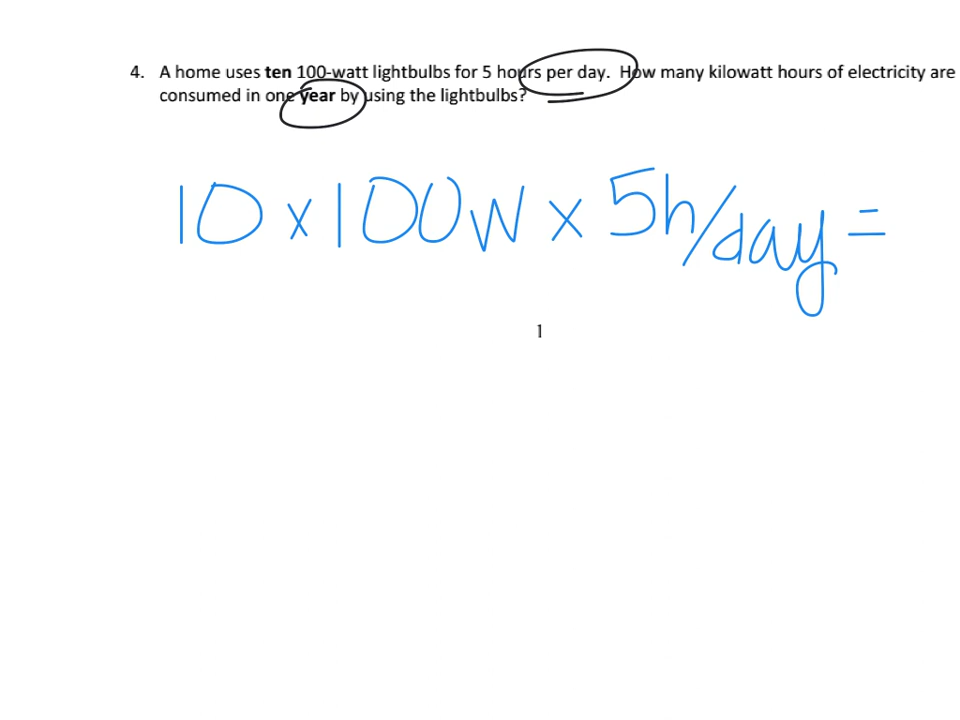 4. A home uses ten 100-watt lightbulbs for 5 hours per day. How many kilowatt hours of electricity are
consumed in one year by using the lightbulbs?
10 x 100W x 5h/day =
1